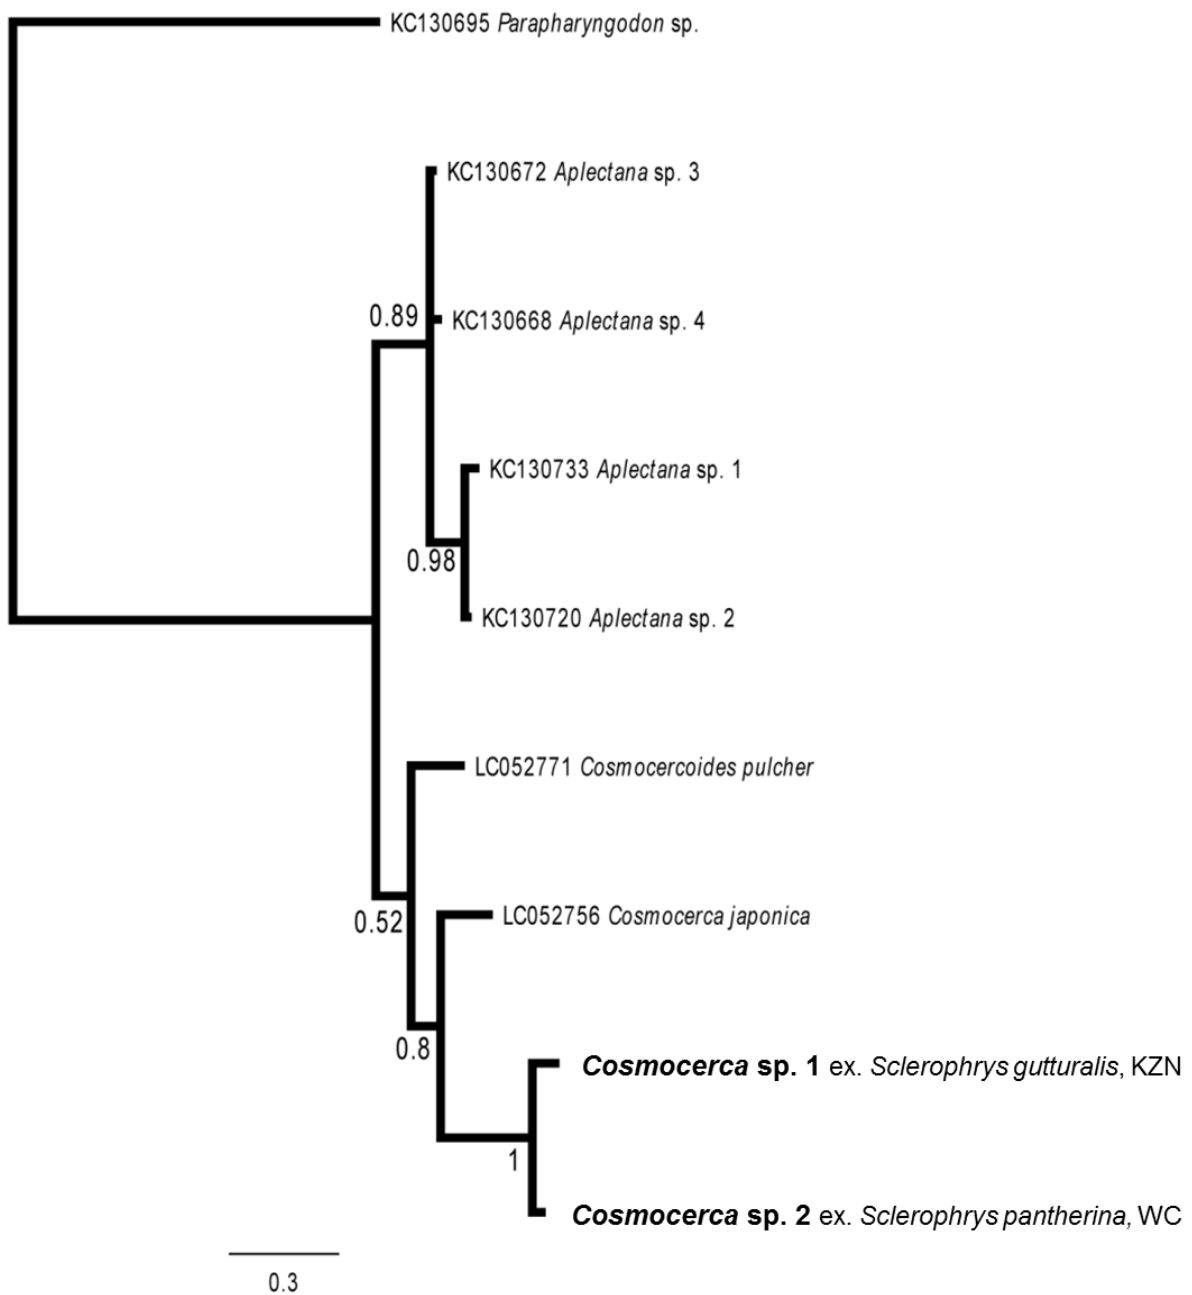 KC130695 Parapharyngodon sp.
KC130672 Aplectana sp. 3
0.89
KC130668 Aplectana sp. 4
KC130733 Aplectana sp. 1
0.98
KC130720 Aplectana sp. 2
LC052771 Cosmocercoides pulcher
0.52
LC052756 Cosmocerca japonica
0.8
Cosmocerca sp. 1 ex. Sclerophrys gutturalis, KZN
1
Cosmocerca sp. 2 ex. Sclerophrys pantherina, WC
0.3